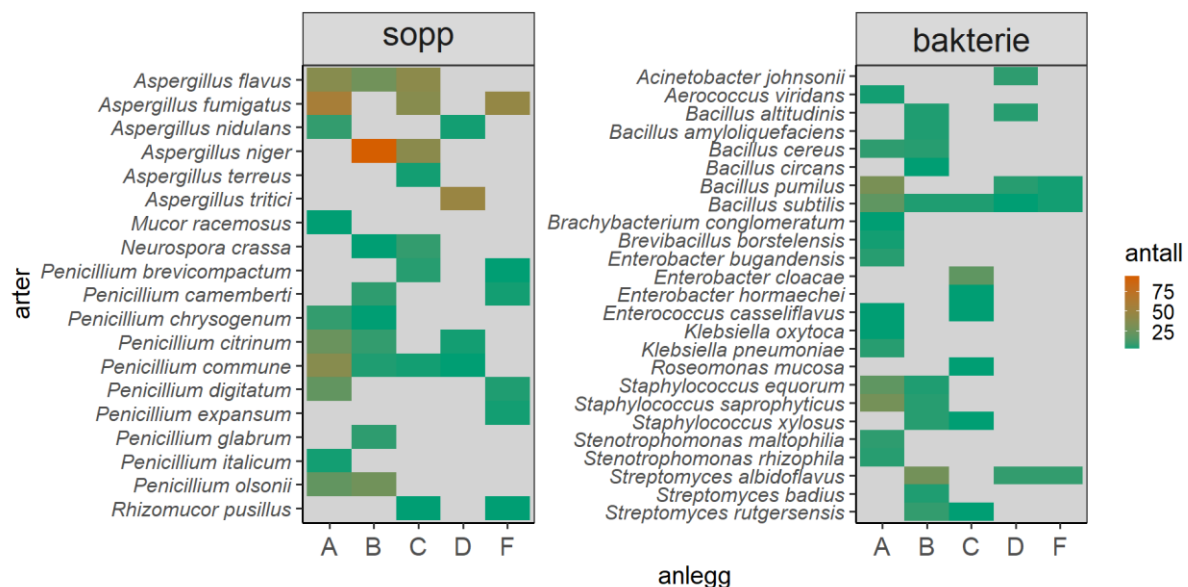 sopp
Aspergillus flavus
Aspergillus fumigatus
Aspergillus nidulans
Aspergillus niger
Aspergillus terreus
Aspergillus tritici
Mucor racemosus
Neurospora crassa
Penicillium brevicompactum
Penicillium camemberti
Penicillium chrysogenum
Penicillium citrinum
Penicillium commune
Penicillium digitatum
Penicillium expansum
Penicillium glabrum
Penicillium italicum
Penicillium olsonii
Rhizomucor pusillus
arter
A B C D F
bakterie
Acinetobacter johnsonii
Aerococcus viridans
Bacillus altitudinis
Bacillus amyloliquefaciens
Bacillus cereus
Bacillus circans
Bacillus pumilus
Bacillus subtilis
Brachybacterium conglomeratum
Brevibacillus borstelensis
Enterobacter bugandensis
Enterobacter cloacae
Enterobacter hormaechei
Enterococcus casseliflavus
Klebsiella oxytoca
Klebsiella pneumoniae
Roseomonas mucosa
Staphylococcus equorum
Staphylococcus saprophyticus
Staphylococcus xylosus
Stenotrophomonas maltophilia
Stenotrophomonas rhizophila
Streptomyces albidoflavus
Streptomyces badius
Streptomyces rutgersensis
A B C D F
anlegg
antall
75
50
25